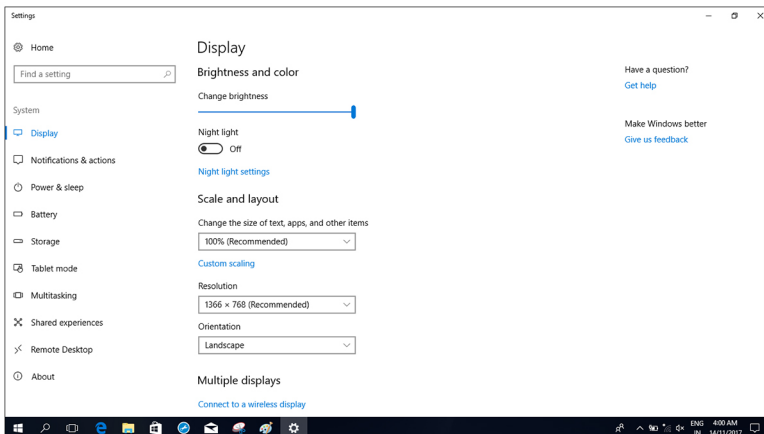 Settings
Home
Find a setting
System
Display
Notifications & actions
Power & sleep
Battery
Storage
Tablet mode
Multitasking
Shared experiences
Remote Desktop
About
Display
Brightness and color
Change brightness
Night light
Off
Night light settings
Scale and layout
Change the size of text, apps, and other items
100% (Recommended)
Custom scaling
Resolution
1366 × 768 (Recommended)
Orientation
Landscape
Multiple displays
Connect to a wireless display
Have a question?
Get help
Make Windows better
Give us feedback
ENG 4:00 AM
IN 14/11/2017